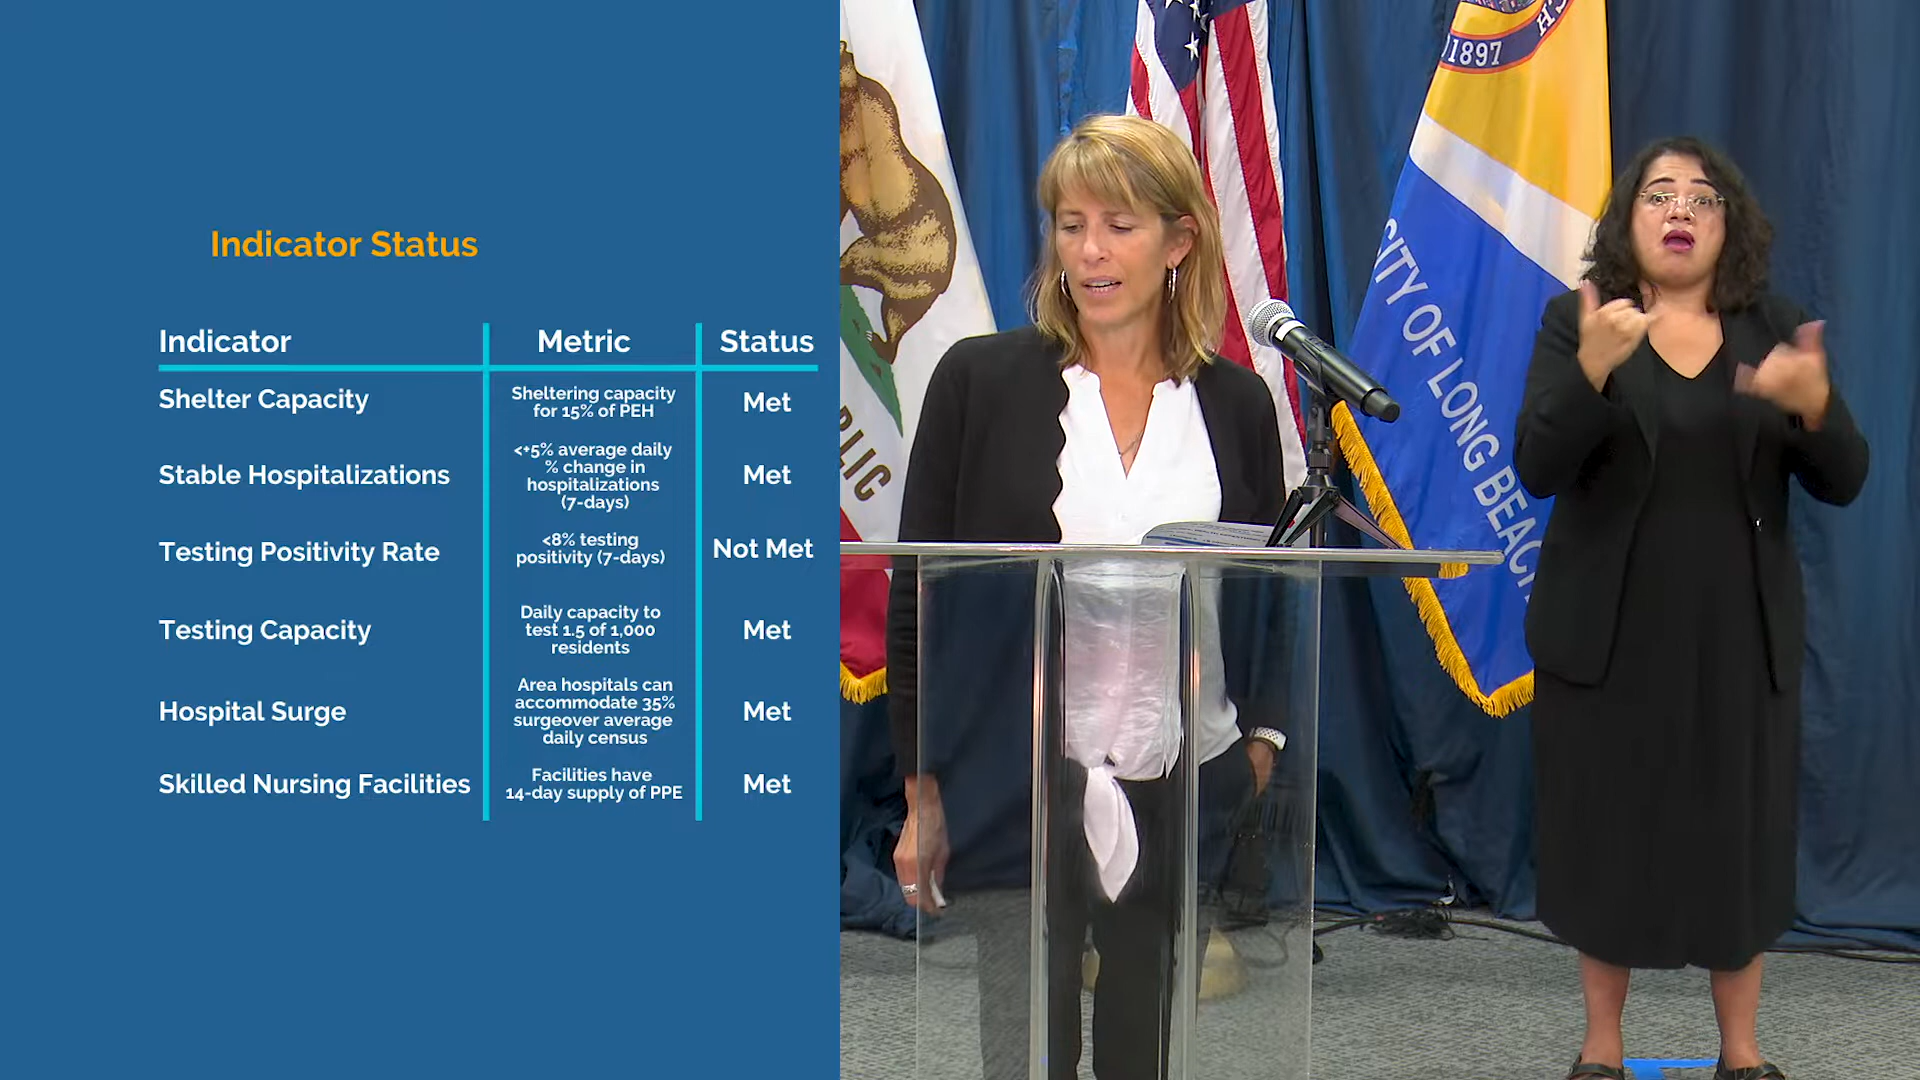 Indicator Status
Indicator
Metric
Status
Shelter Capacity
Sheltering capacity
for 15% of PEH
Met
Stable Hospitalizations
<+5% average daily
% change in
hospitalizations
(7-days)
Met
Testing Positivity Rate
<8% testing
positivity (7-days)
Not Met
Testing Capacity
Daily capacity to
test 1.5 of 1,000
residents
Met
Hospital Surge
Area hospitals can
accommodate 35%
surgeover average
daily census
Met
Skilled Nursing Facilities
Facilities have
14-day supply of PPE
Met
1897
CITY OF LONG BEACH